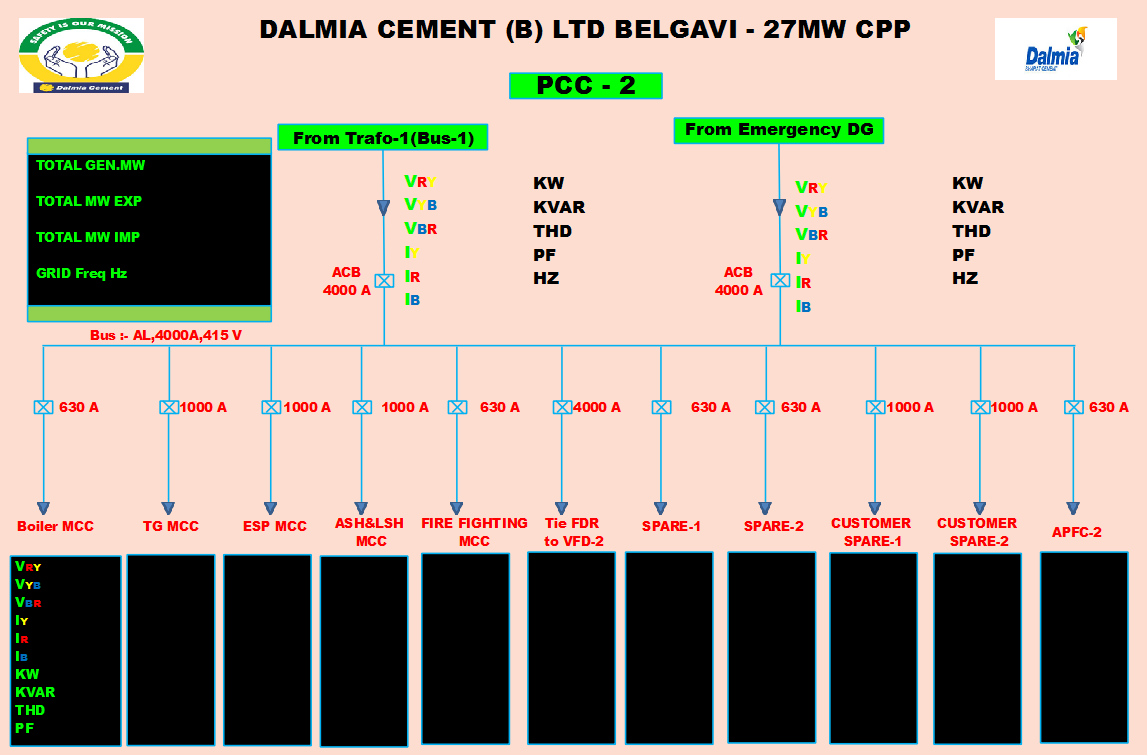 DALMIA CEMENT (B) LTD BELGAVI - 27MW CPP
SAFETY IS OUR MISSION
Dalmia Cement
Dalmia
PCC - 2
From Trafo-1(Bus-1)
From Emergency DG
TOTAL GEN.MW
TOTAL MW EXP
TOTAL MW IMP
GRID Freq Hz
VRY
VYB
VBR
IY
IR
IB
KW
KVAR
THD
PF
HZ
ACB
4000 A
VRY
VYB
VBR
IY
IR
IB
KW
KVAR
THD
PF
HZ
ACB
4000 A
Bus :- AL,4000A,415 V
630 A 1000 A 1000 A 1000 A 630 A 4000 A 630 A 630 A 1000 A 1000 A 630 A
Boiler MCC
TG MCC
ESP MCC
ASH&LSH
MCC
FIRE FIGHTING
MCC
Tie FDR
to VFD-2
SPARE-1
SPARE-2
CUSTOMER
SPARE-1
CUSTOMER
SPARE-2
APFC-2
VRY
VYB
VBR
IY
IR
IB
KW
KVAR
THD
PF